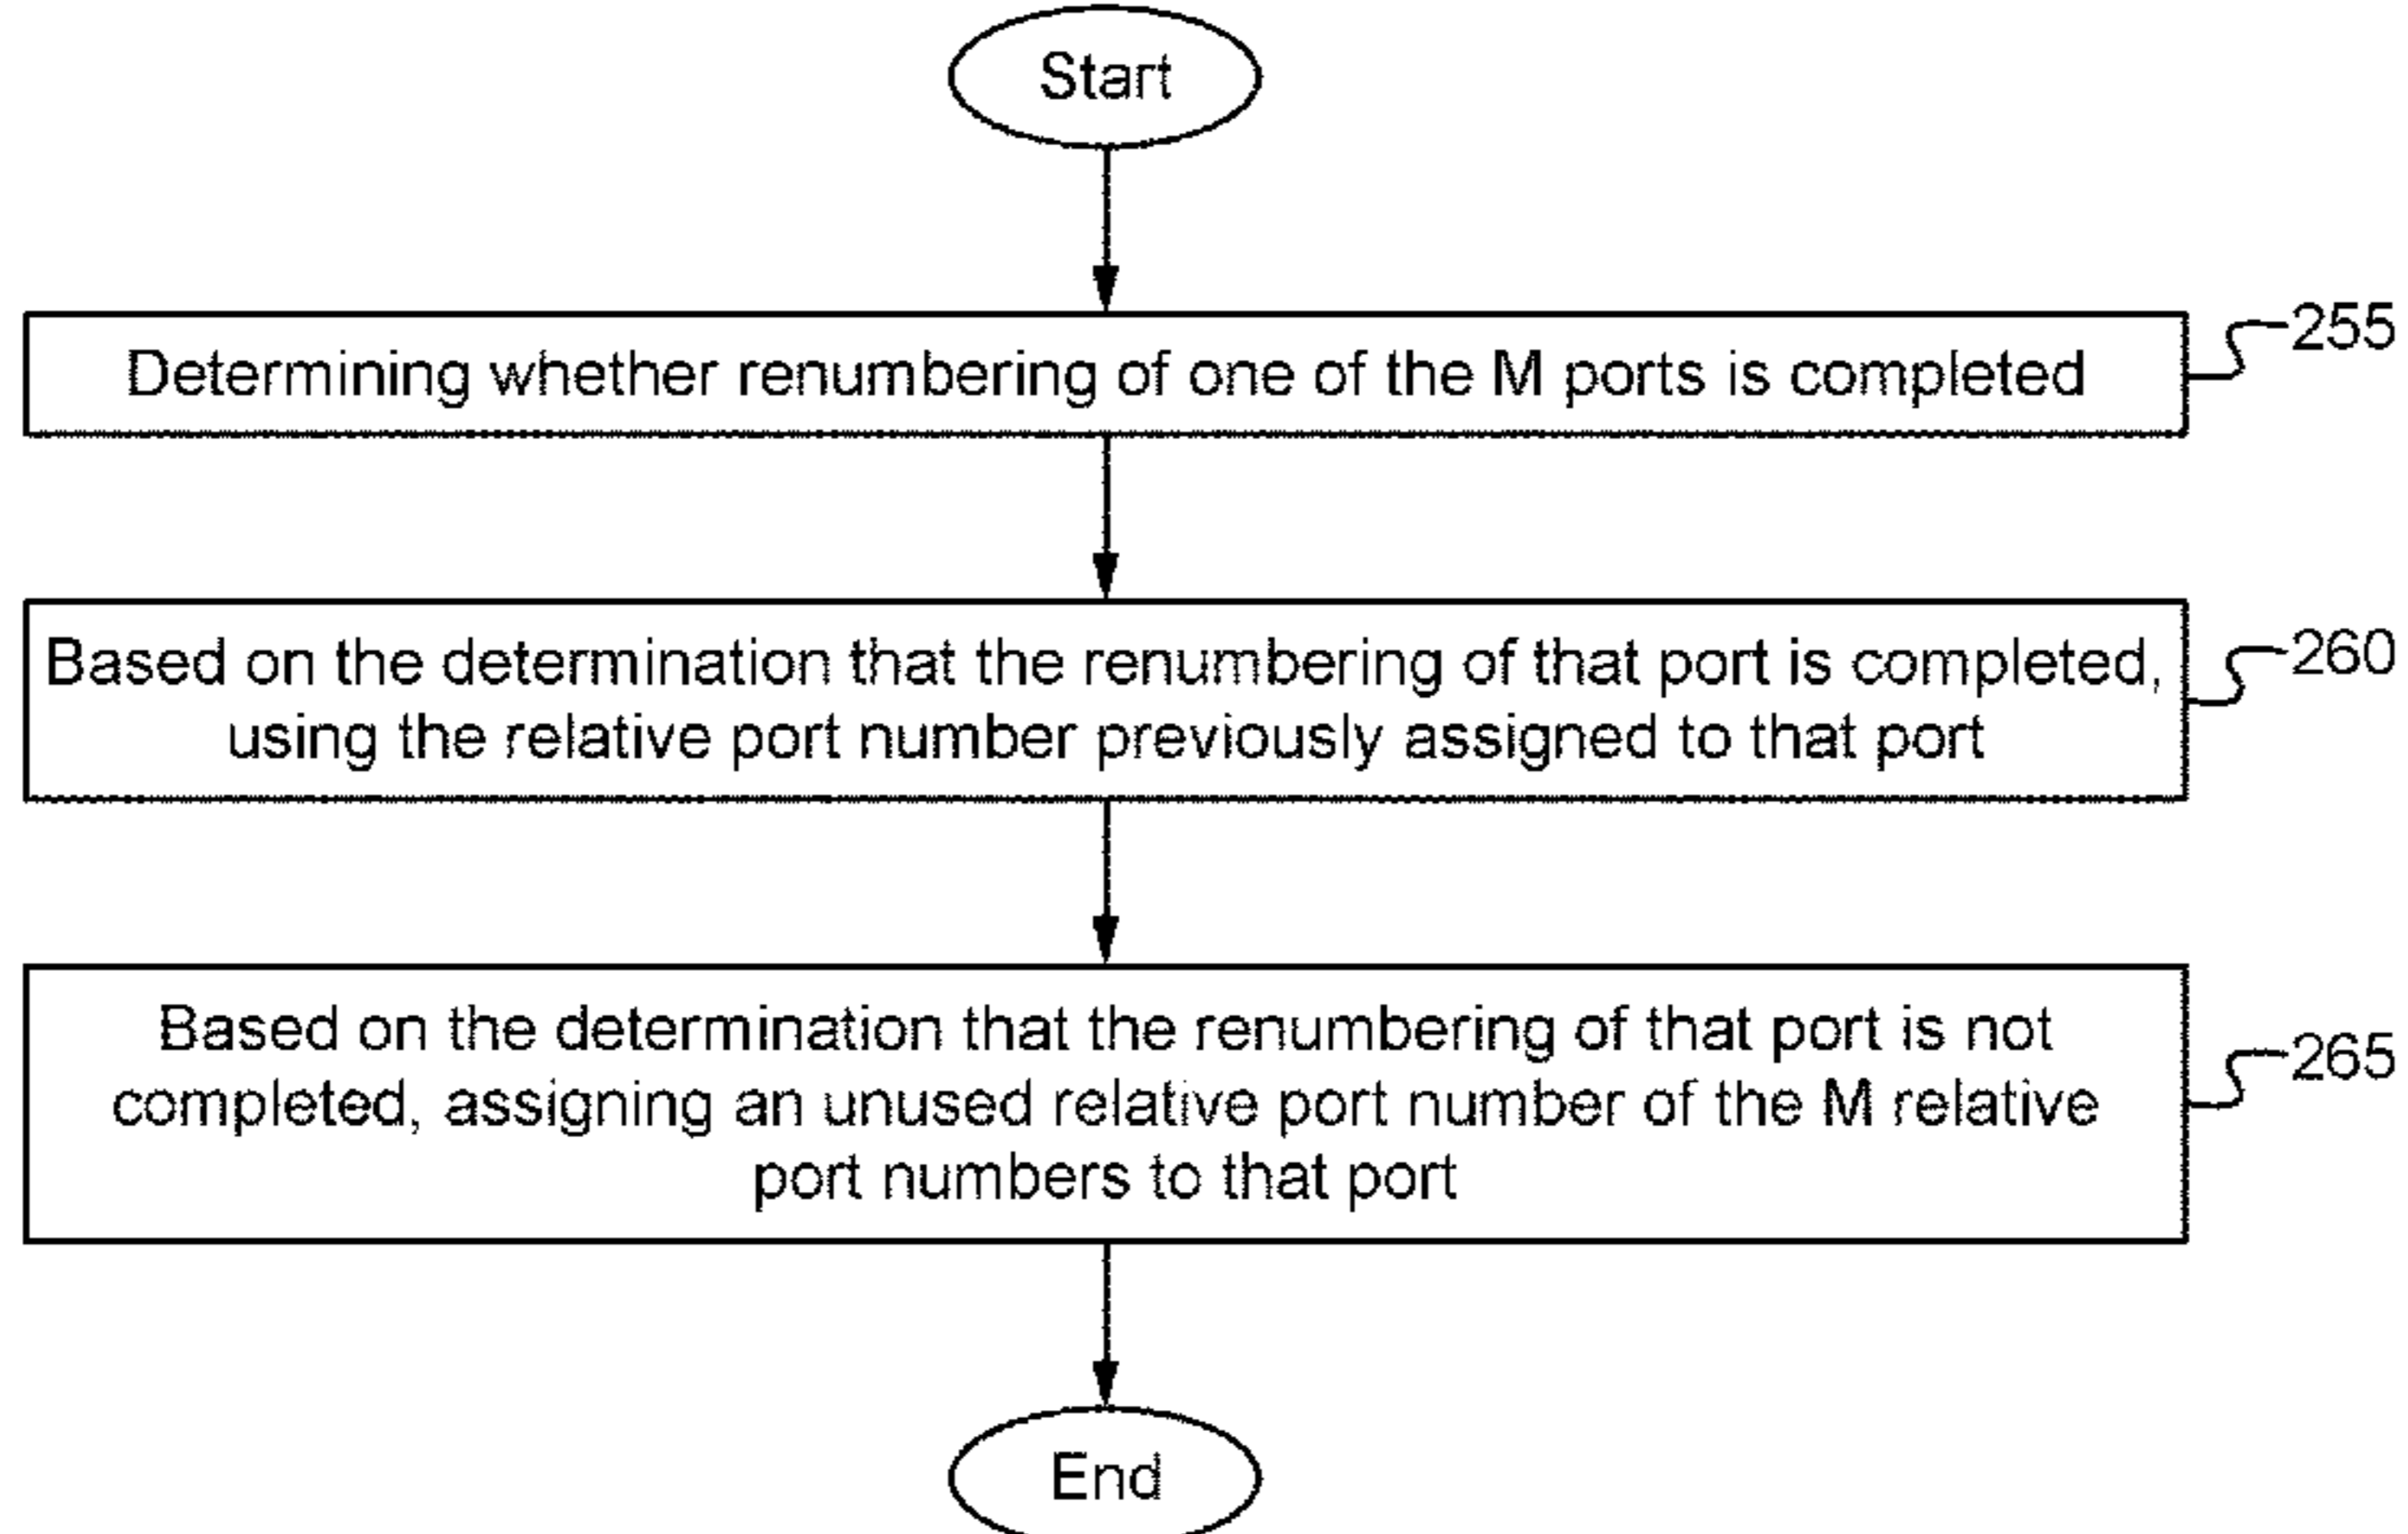 Start
Determining whether renumbering of one of the M ports is completed
255
Based on the determination that the renumbering of that port is completed,
using the relative port number previously assigned to that port
260
Based on the determination that the renumbering of that port is not
completed, assigning an unused relative port number of the M relative
port numbers to that port
265
End